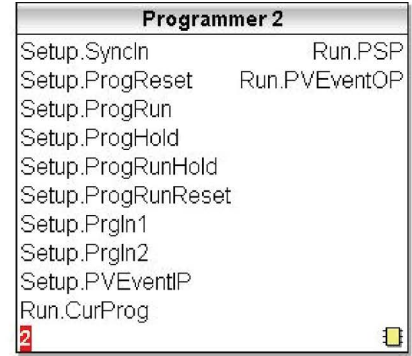 Programmer 2
Setup.SyncIn Run.PSP
Setup.ProgReset Run.PVEventOP
Setup.ProgRun
Setup.ProgHold
Setup.ProgRunHold
Setup.ProgRunReset
Setup.PrgIn1
Setup.PrgIn2
Setup.PVEventIP
Run.CurProg
2